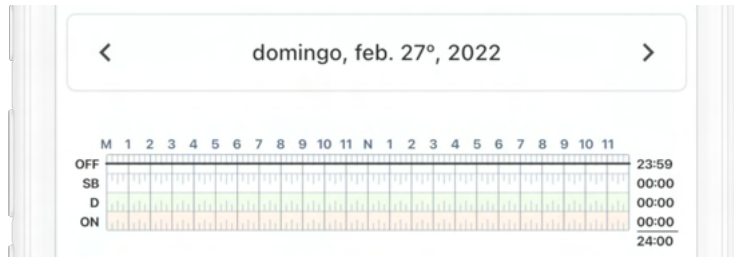 domingo, feb. 27º, 2022
M 1 2 3 4 5 6 7 8 9 10 11 N 1 2 3 4 5 6 7 8 9 10 11
OFF 23:59
SB 00:00
D 00:00
ON 00:00
24:00